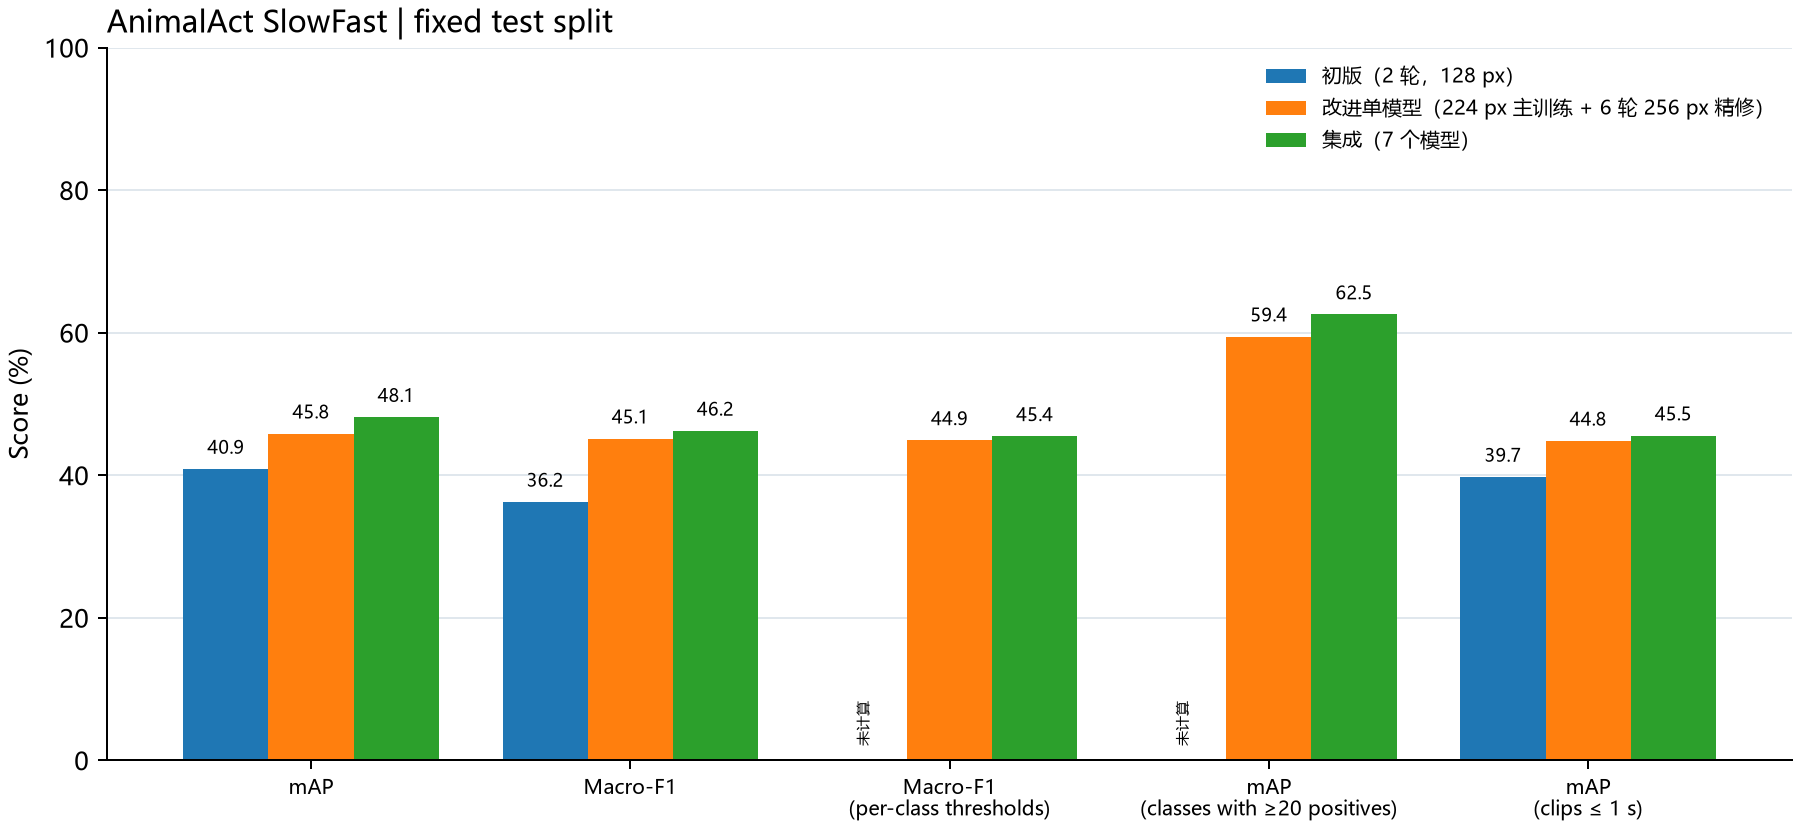 AnimalAct SlowFast | fixed test split
初版（2 轮，128 px）
改进单模型（224 px 主训练 + 6 轮 256 px 精修）
集成（7 个模型）
Score (%)
100
80
60
40
20
0
40.9
45.8
48.1
36.2
45.1
46.2
未计算
44.9
45.4
未计算
59.4
62.5
39.7
44.8
45.5
mAP
Macro-F1
Macro-F1
(per-class thresholds)
mAP
(classes with ≥20 positives)
mAP
(clips ≤ 1 s)